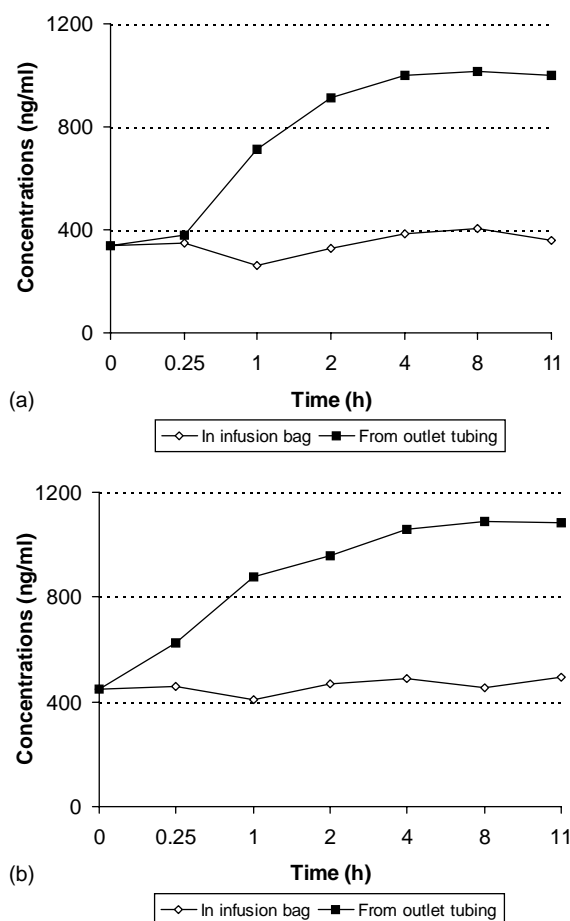 1200
800
400
0
Concentrations (ng/ml)
0 0.25 1 2 4 8 11
(a)
Time (h)
In infusion bag From outlet tubing
1200
800
400
0
Concentrations (ng/ml)
0 0.25 1 2 4 8 11
(b)
Time (h)
In infusion bag From outlet tubing